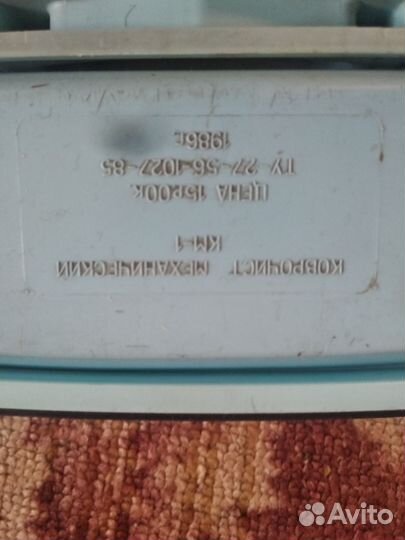 КОВРОЧИСТ МЕХАНИЧЕСКИЙ
КМ-1
ЦЕНА 15р00к
ТУ-27-56-1027-85
1986г.
Avito